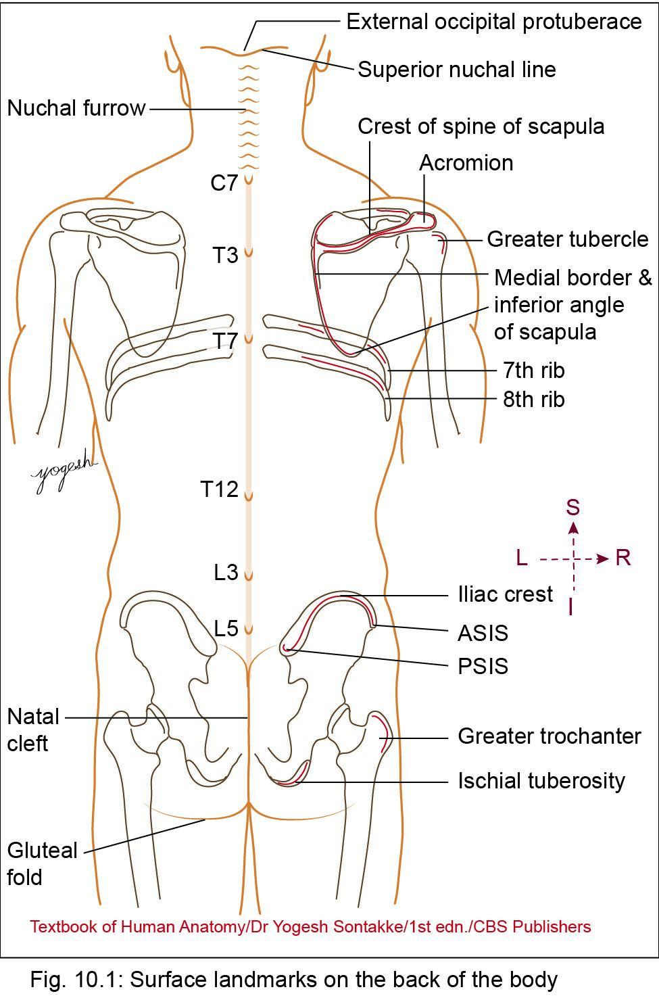 External occipital protuberace
Superior nuchal line
Nuchal furrow
Crest of spine of scapula
Acromion
C7
Greater tubercle
T3
Medial border &
inferior angle
of scapula
T7
7th rib
8th rib
yogesh
T12
S
L
R
I
L3
Iliac crest
L5
ASIS
PSIS
Natal
cleft
Greater trochanter
Ischial tuberosity
Gluteal
fold
Textbook of Human Anatomy/Dr Yogesh Sontakke/1st edn./CBS Publishers
Fig. 10.1: Surface landmarks on the back of the body